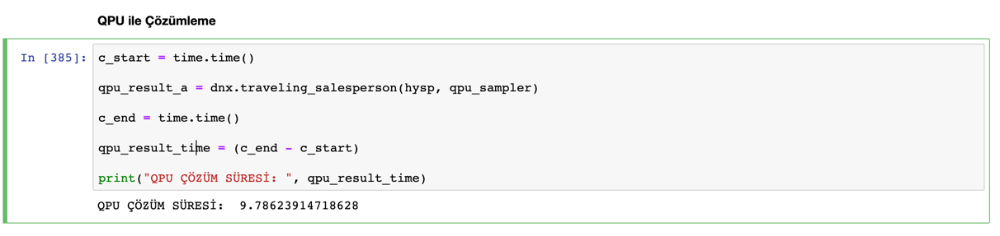 QPU ile Çözümleme
In [385]: c_start = time.time()
qpu_result_a = dnx.traveling_salesperson(hysp, qpu_sampler)
c_end = time.time()
qpu_result_time = (c_end - c_start)
print("QPU ÇÖZÜM SÜRESİ: ", qpu_result_time)
QPU ÇÖZÜM SÜRESİ:  9.78623914718628